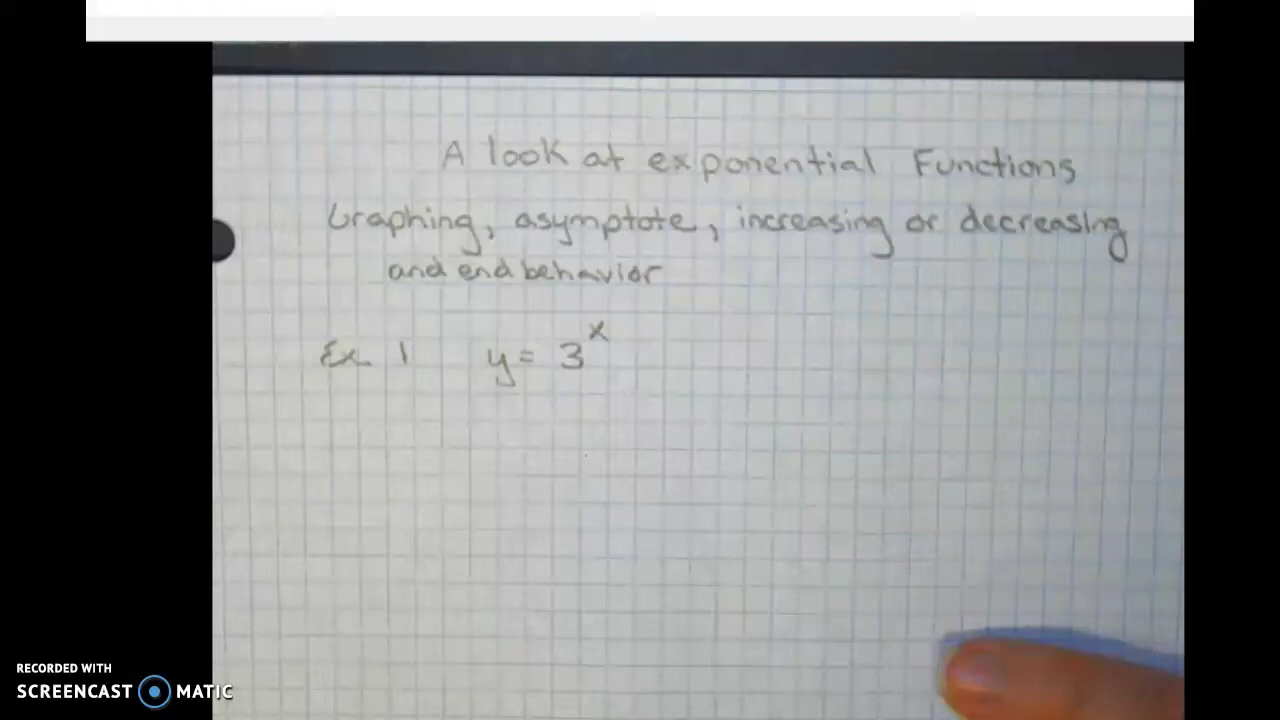 A look at exponential Functions
Graphing, asymptote, increasing or decreasing
and end behavior
Ex 1 y = 3^x
RECORDED WITH
SCREENCAST MATIC